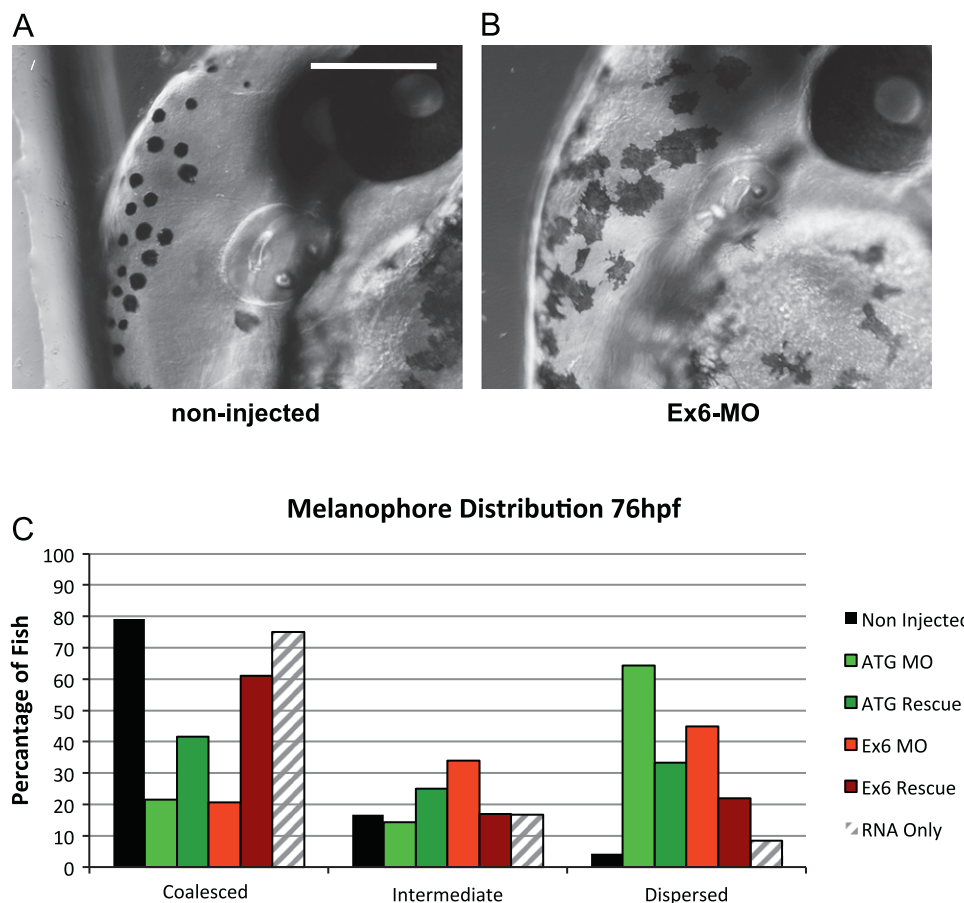 A
B
non-injected
Ex6-MO
Melanophore Distribution 76hpf
C
Percantage of Fish
100
90
80
70
60
50
40
30
20
10
0
Coalesced
Intermediate
Dispersed
Non Injected
ATG MO
ATG Rescue
Ex6 MO
Ex6 Rescue
RNA Only